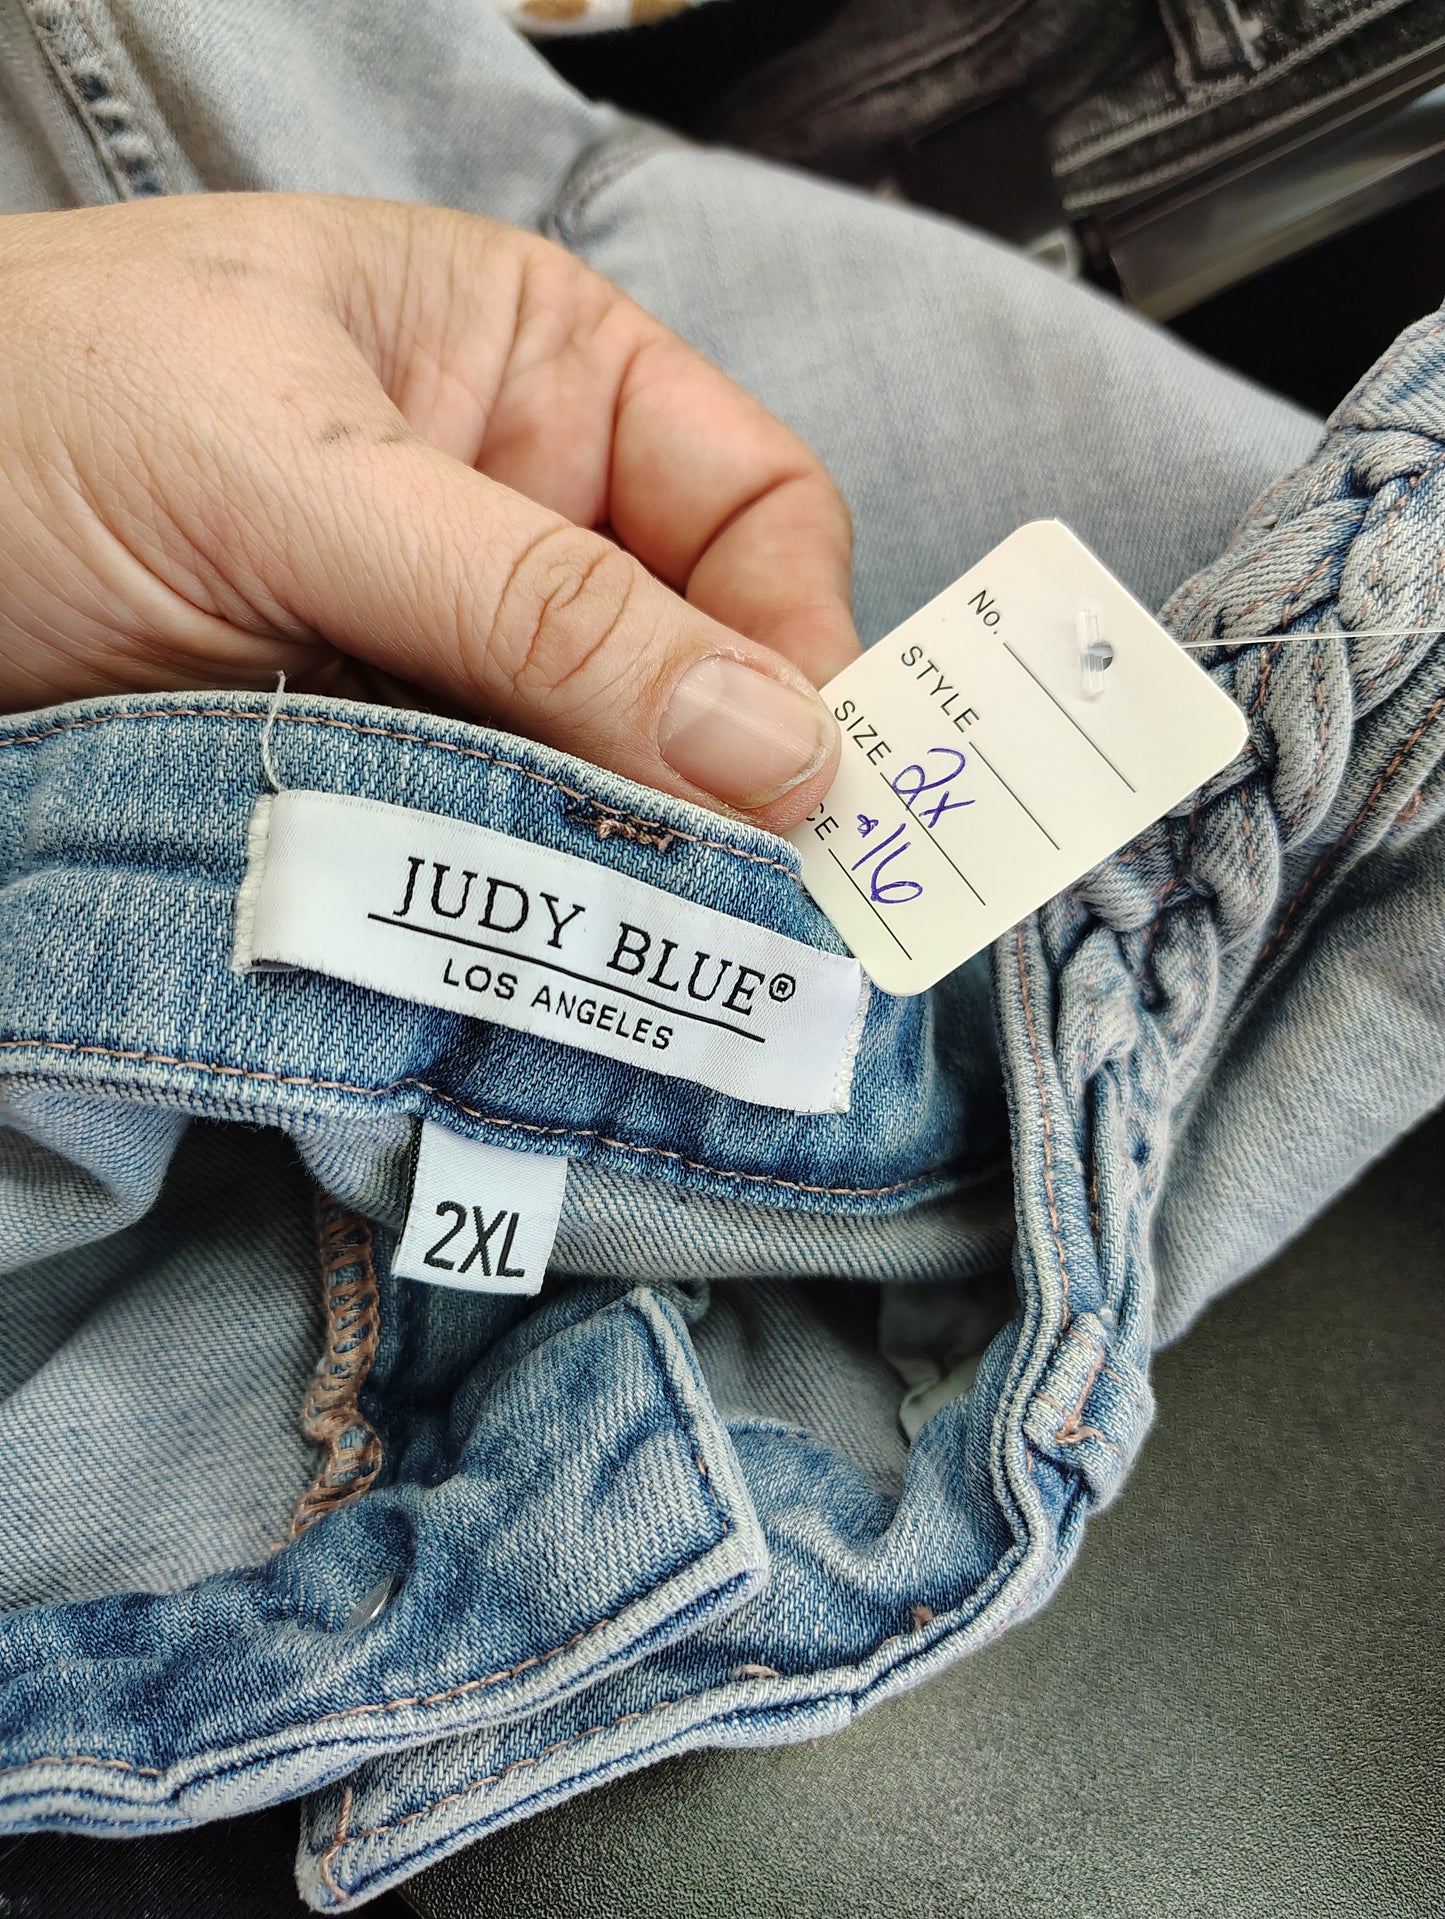 No.
STYLE
SIZE 2x
CE $16
JUDY BLUE®
LOS ANGELES
2XL